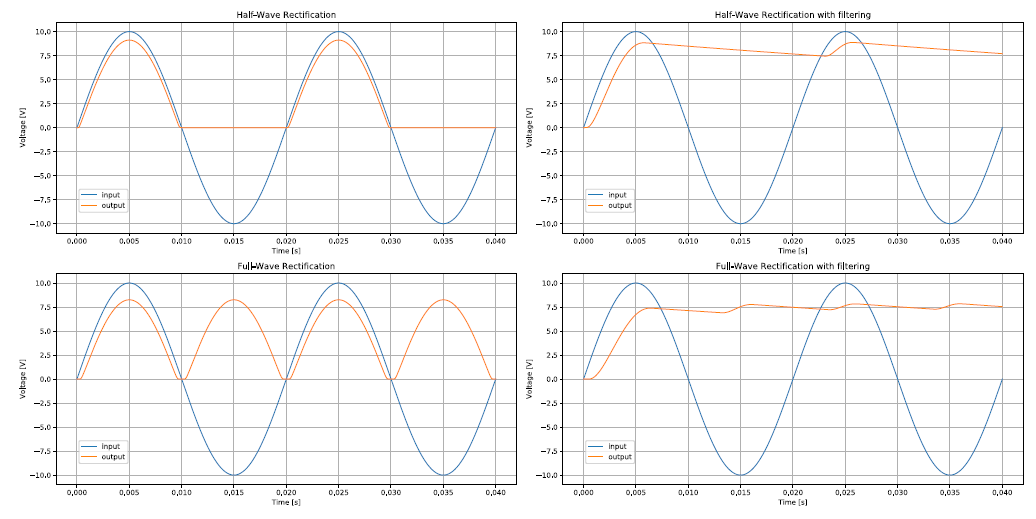 Half-Wave Rectification
10,0
7,5
5,0
2,5
0,0
−2,5
−5,0
−7,5
−10,0
Voltage [V]
input
output
0,000 0,005 0,010 0,015 0,020 0,025 0,030 0,035 0,040
Time [s]
Half-Wave Rectification with filtering
10,0
7,5
5,0
2,5
0,0
−2,5
−5,0
−7,5
−10,0
Voltage [V]
input
output
0,000 0,005 0,010 0,015 0,020 0,025 0,030 0,035 0,040
Time [s]
Full-Wave Rectification
10,0
7,5
5,0
2,5
0,0
−2,5
−5,0
−7,5
−10,0
Voltage [V]
input
output
0,000 0,005 0,010 0,015 0,020 0,025 0,030 0,035 0,040
Time [s]
Full-Wave Rectification with filtering
10,0
7,5
5,0
2,5
0,0
−2,5
−5,0
−7,5
−10,0
Voltage [V]
input
output
0,000 0,005 0,010 0,015 0,020 0,025 0,030 0,035 0,040
Time [s]